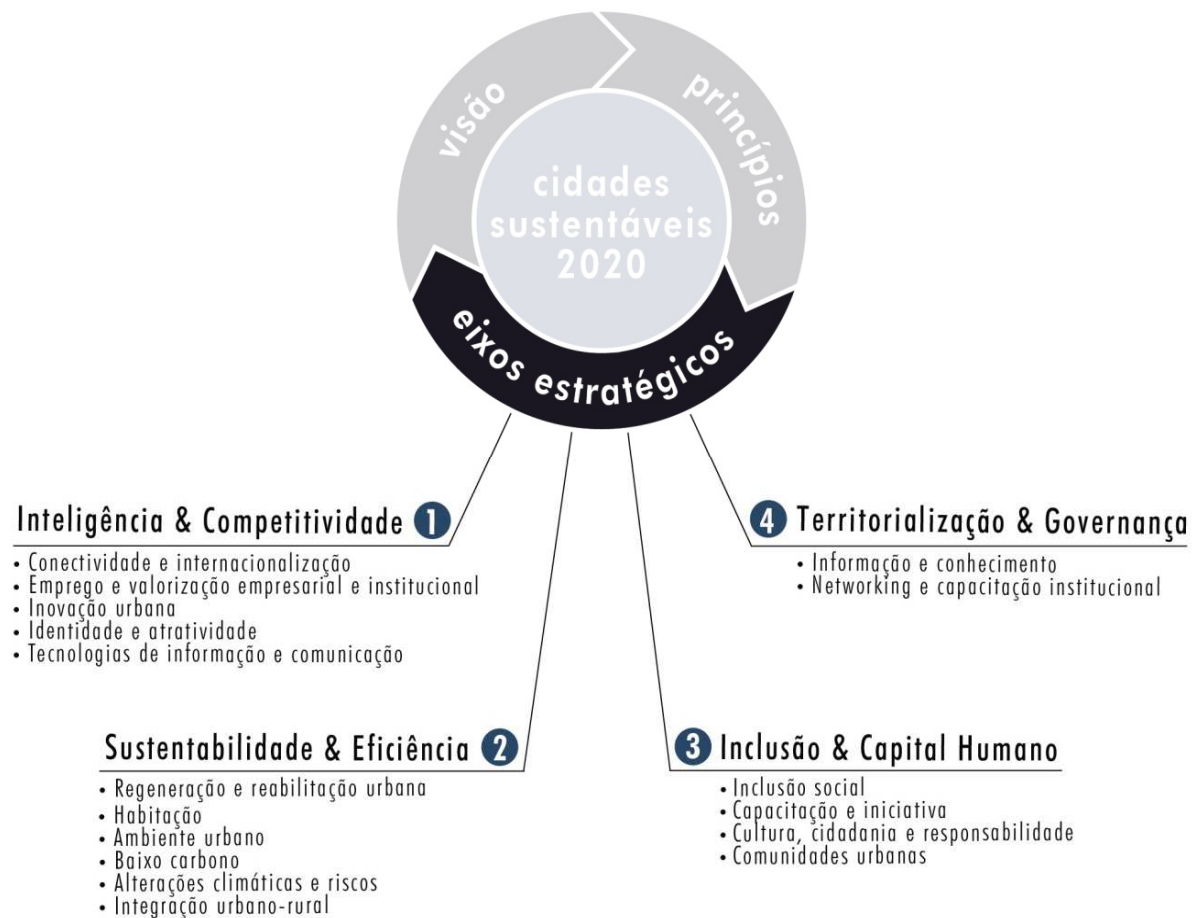 visão
princípios
cidades
sustentáveis
2020
eixos estratégicos
Inteligência & Competitividade 1
• Conectividade e internacionalização
• Emprego e valorização empresarial e institucional
• Inovação urbana
• Identidade e atratividade
• Tecnologias de informação e comunicação
Sustentabilidade & Eficiência 2
• Regeneração e reabilitação urbana
• Habitação
• Ambiente urbano
• Baixo carbono
• Alterações climáticas e riscos
• Integração urbano-rural
3 Inclusão & Capital Humano
• Inclusão social
• Capacitação e iniciativa
• Cultura, cidadania e responsabilidade
• Comunidades urbanas
4 Territorialização & Governança
• Informação e conhecimento
• Networking e capacitação institucional